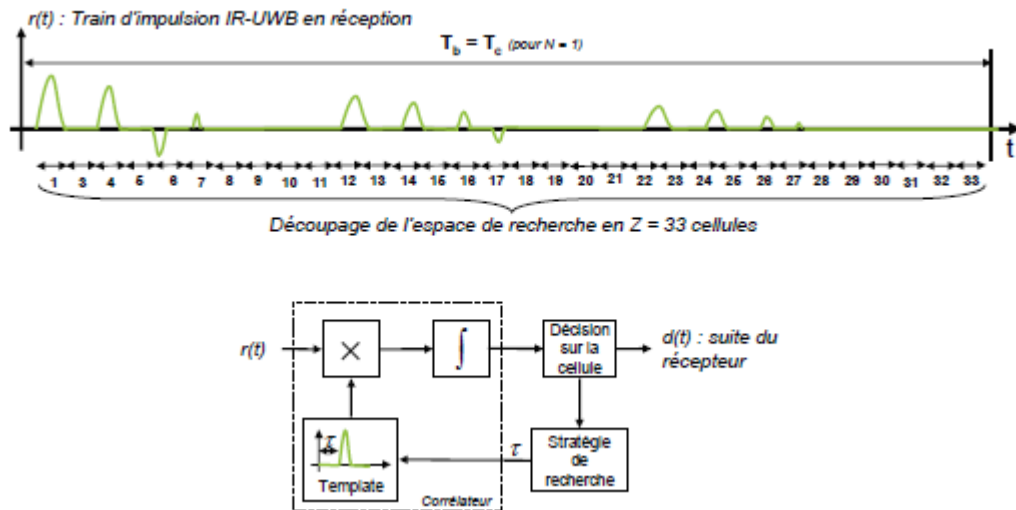 r(t) : Train d'impulsion IR-UWB en réception
T_b = T_c (pour N = 1)
t
1 3 4 5 6 7 8 9 10 11 12 13 14 15 16 17 18 19 20 21 22 23 24 25 26 27 28 29 30 31 32 33
Découpage de l'espace de recherche en Z = 33 cellules
r(t)
×
∫
Décision
sur la
cellule
d(t) : suite du
récepteur
τ
Template
Corrélateur
τ
Stratégie
de
recherche